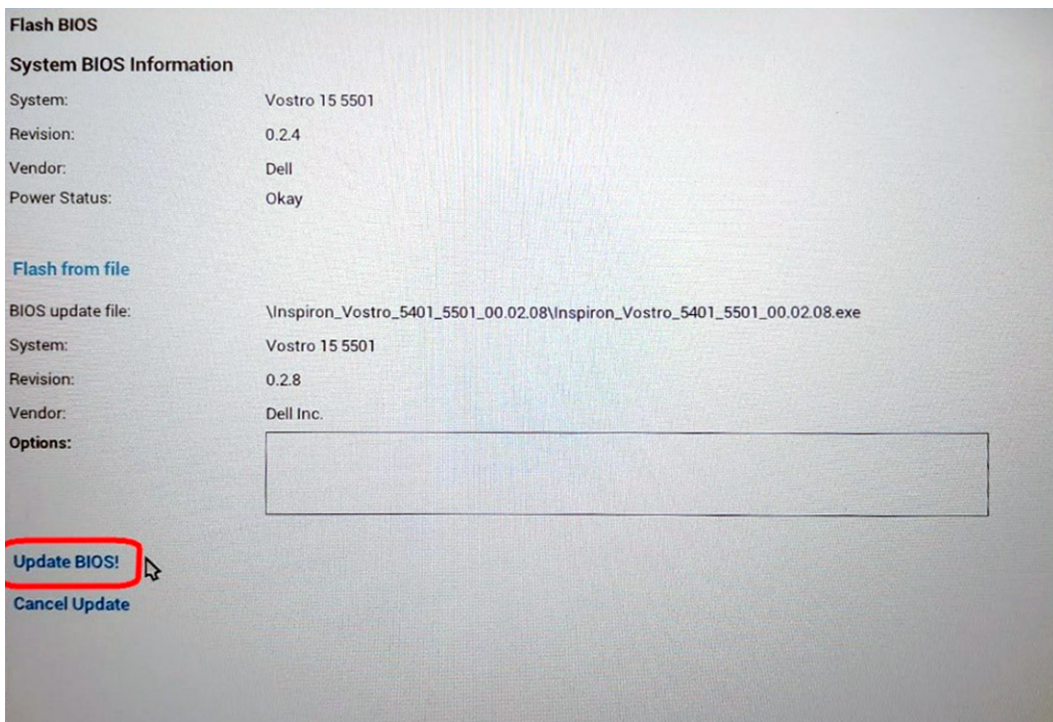 Flash BIOS
System BIOS Information
System: Vostro 15 5501
Revision: 0.2.4
Vendor: Dell
Power Status: Okay
Flash from file
BIOS update file: \Inspiron_Vostro_5401_5501_00.02.08\Inspiron_Vostro_5401_5501_00.02.08.exe
System: Vostro 15 5501
Revision: 0.2.8
Vendor: Dell Inc.
Options:
Update BIOS!
Cancel Update